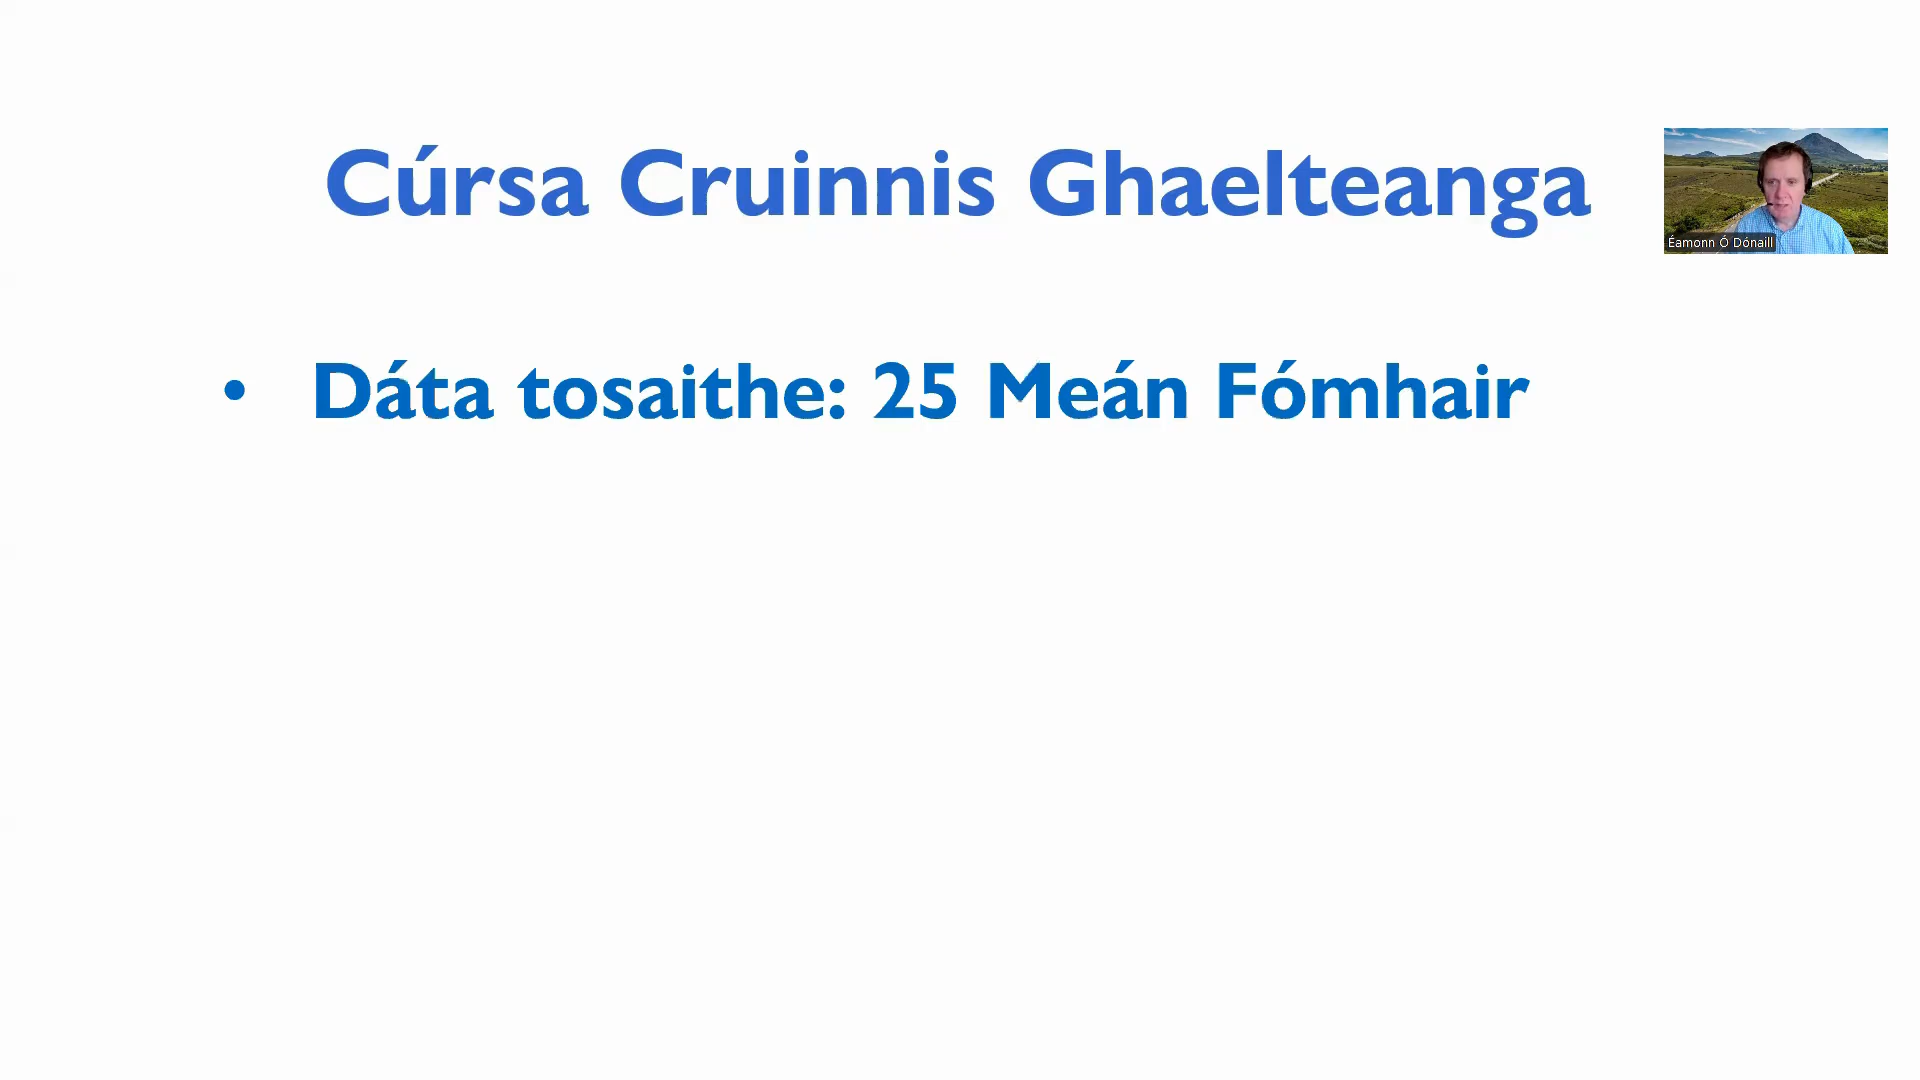 Cúrsa Cruinnis Ghaelteanga
Éamonn Ó Dónaill
• Dáta tosaithe: 25 Meán Fómhair